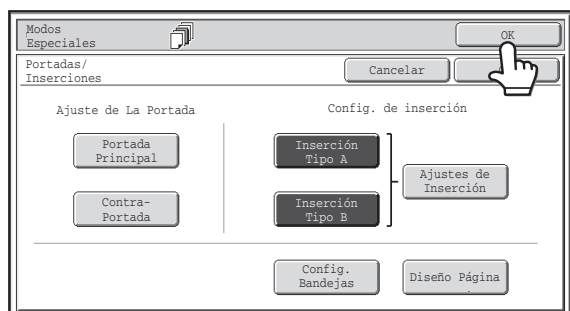 Modos
Especiales
OK
Portadas/
Inserciones
Cancelar
Ajuste de La Portada
Config. de inserción
Portada
Principal
Inserción
Tipo A
Ajustes de
Inserción
Contra-
Portada
Inserción
Tipo B
Config.
Bandejas
Diseño Página